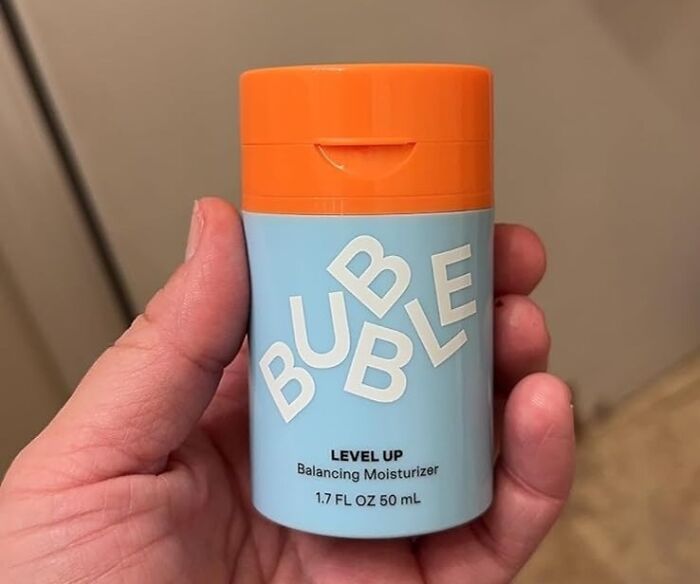 BUBBLE
LEVEL UP
Balancing Moisturizer
1.7 FL OZ 50 mL